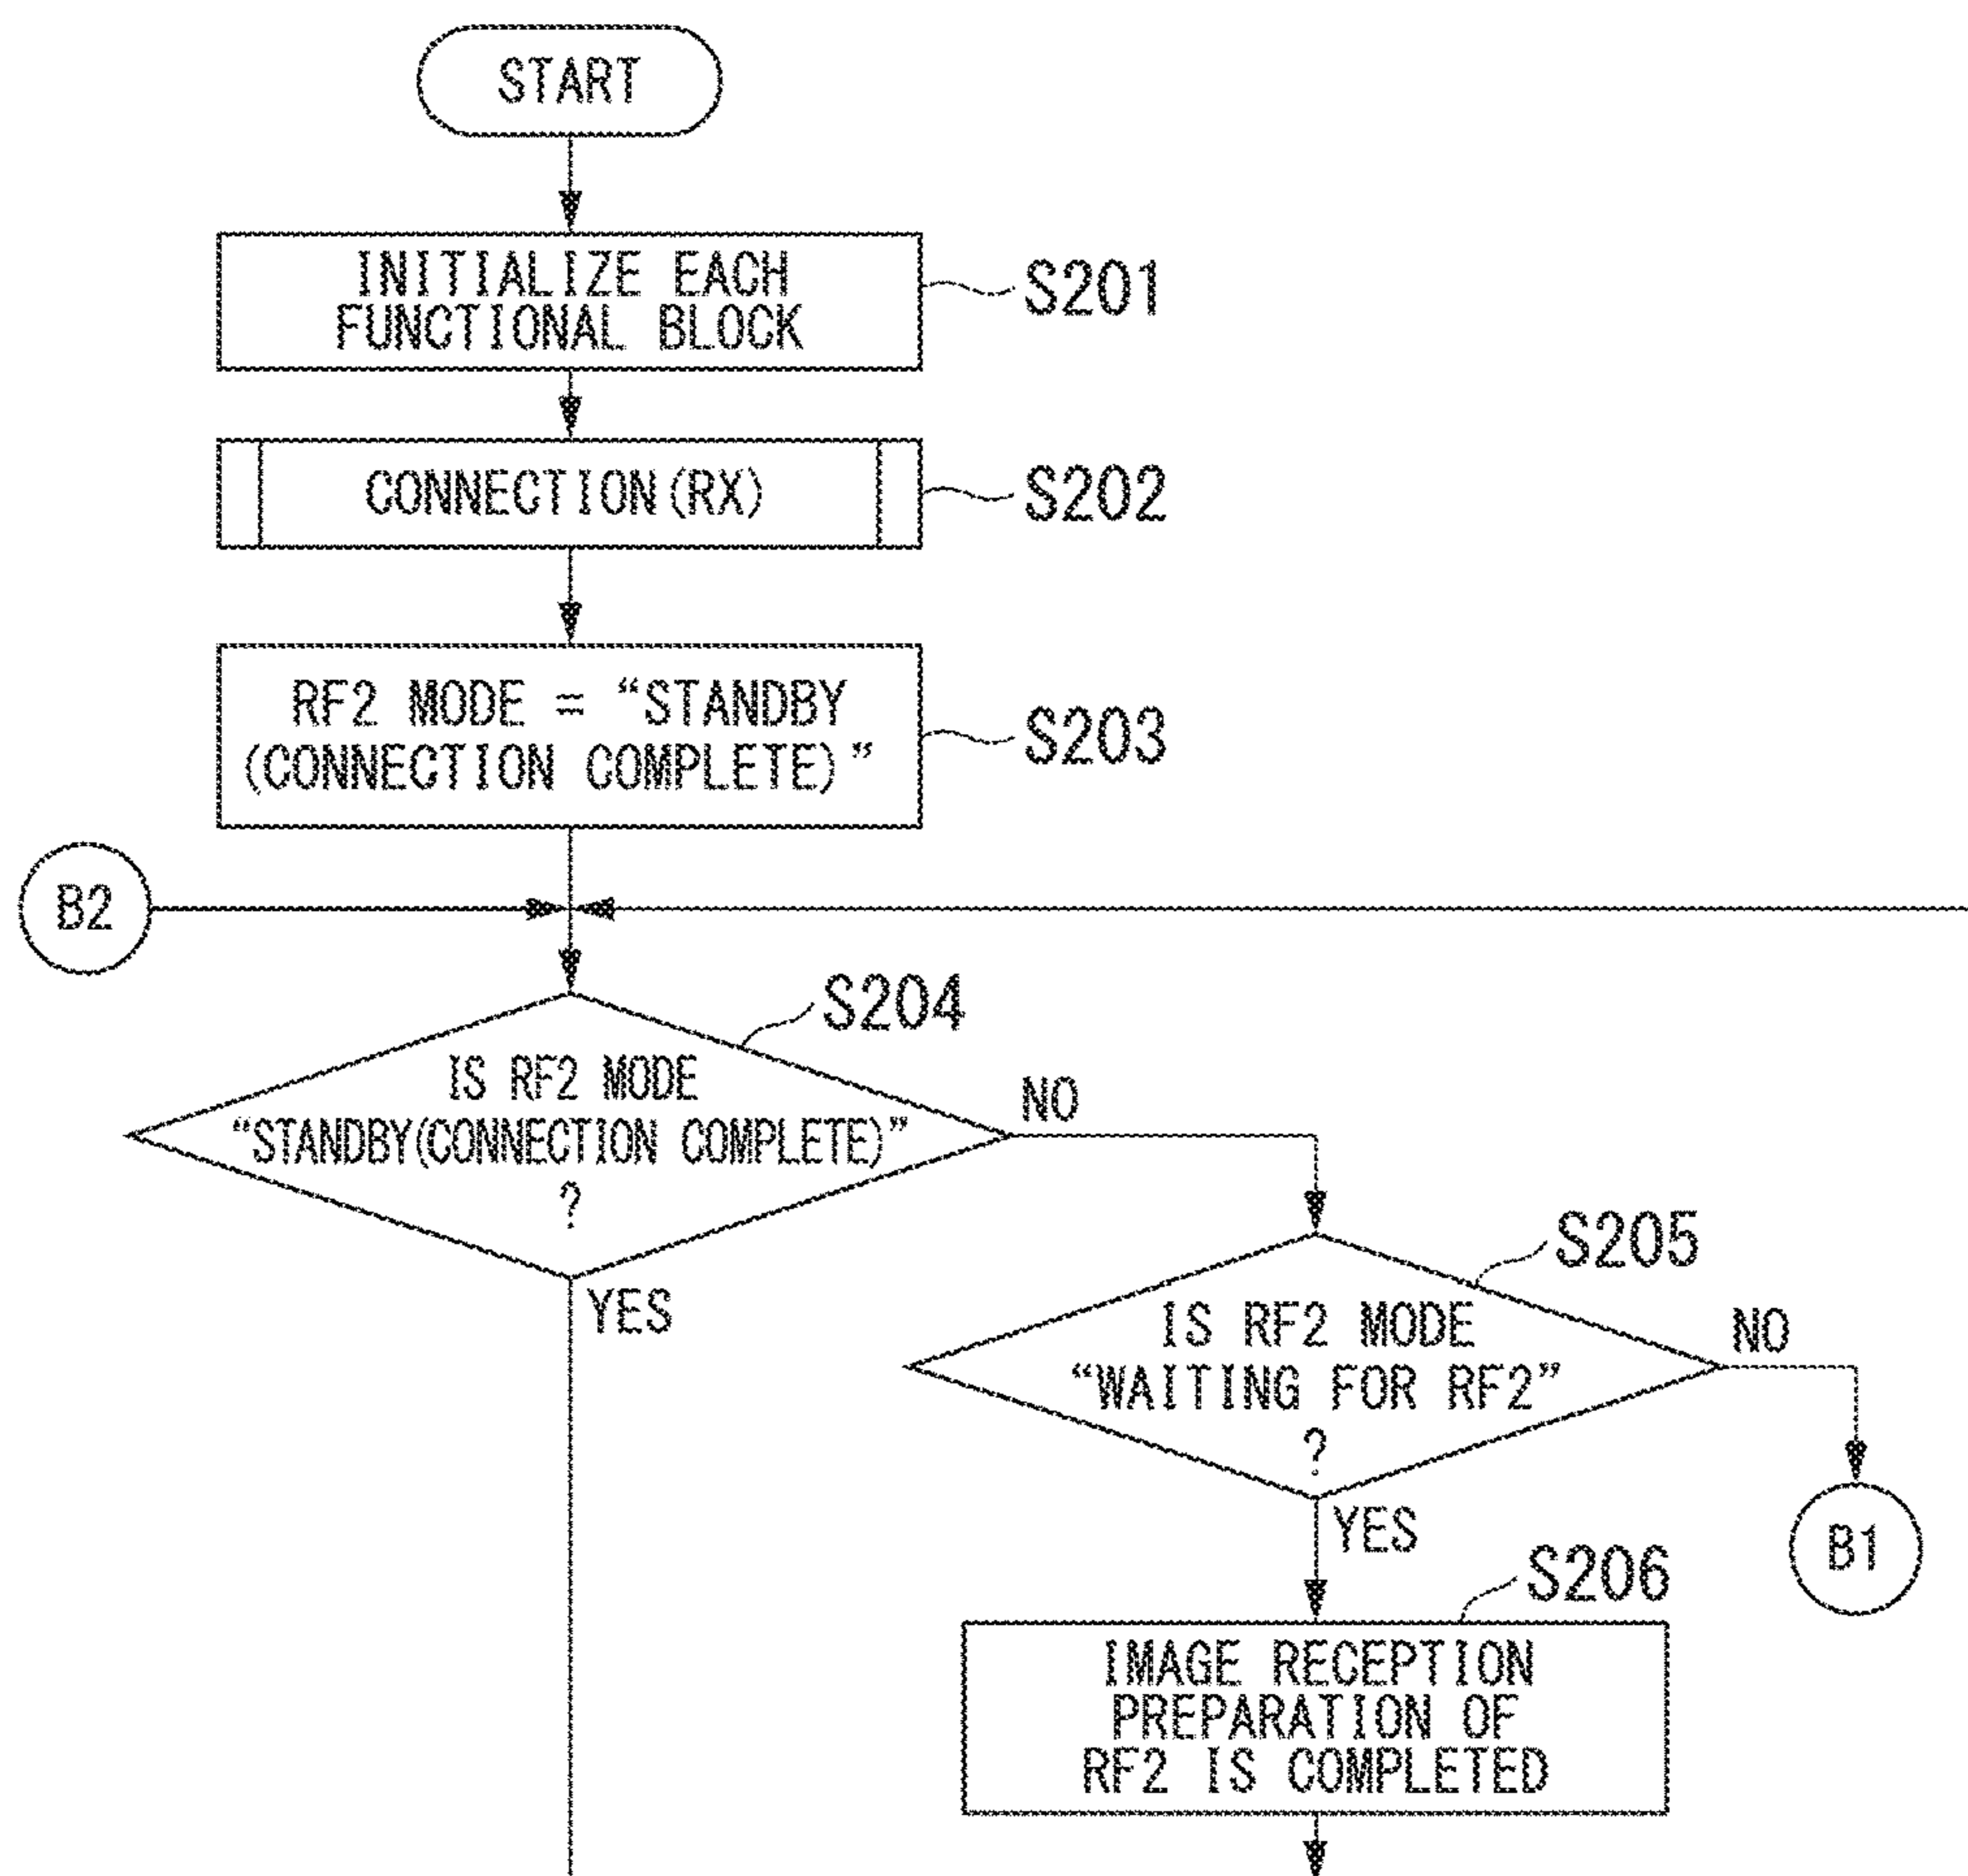 START
INITIALIZE EACH
FUNCTIONAL BLOCK
S201
CONNECTION(RX)
S202
RF2 MODE = “STANDBY
(CONNECTION COMPLETE)”
S203
B2
S204
IS RF2 MODE
“STANDBY(CONNECTION COMPLETE)”
?
NO
YES
S205
IS RF2 MODE
“WAITING FOR RF2”
?
NO
YES
B1
S206
IMAGE RECEPTION
PREPARATION OF
RF2 IS COMPLETED